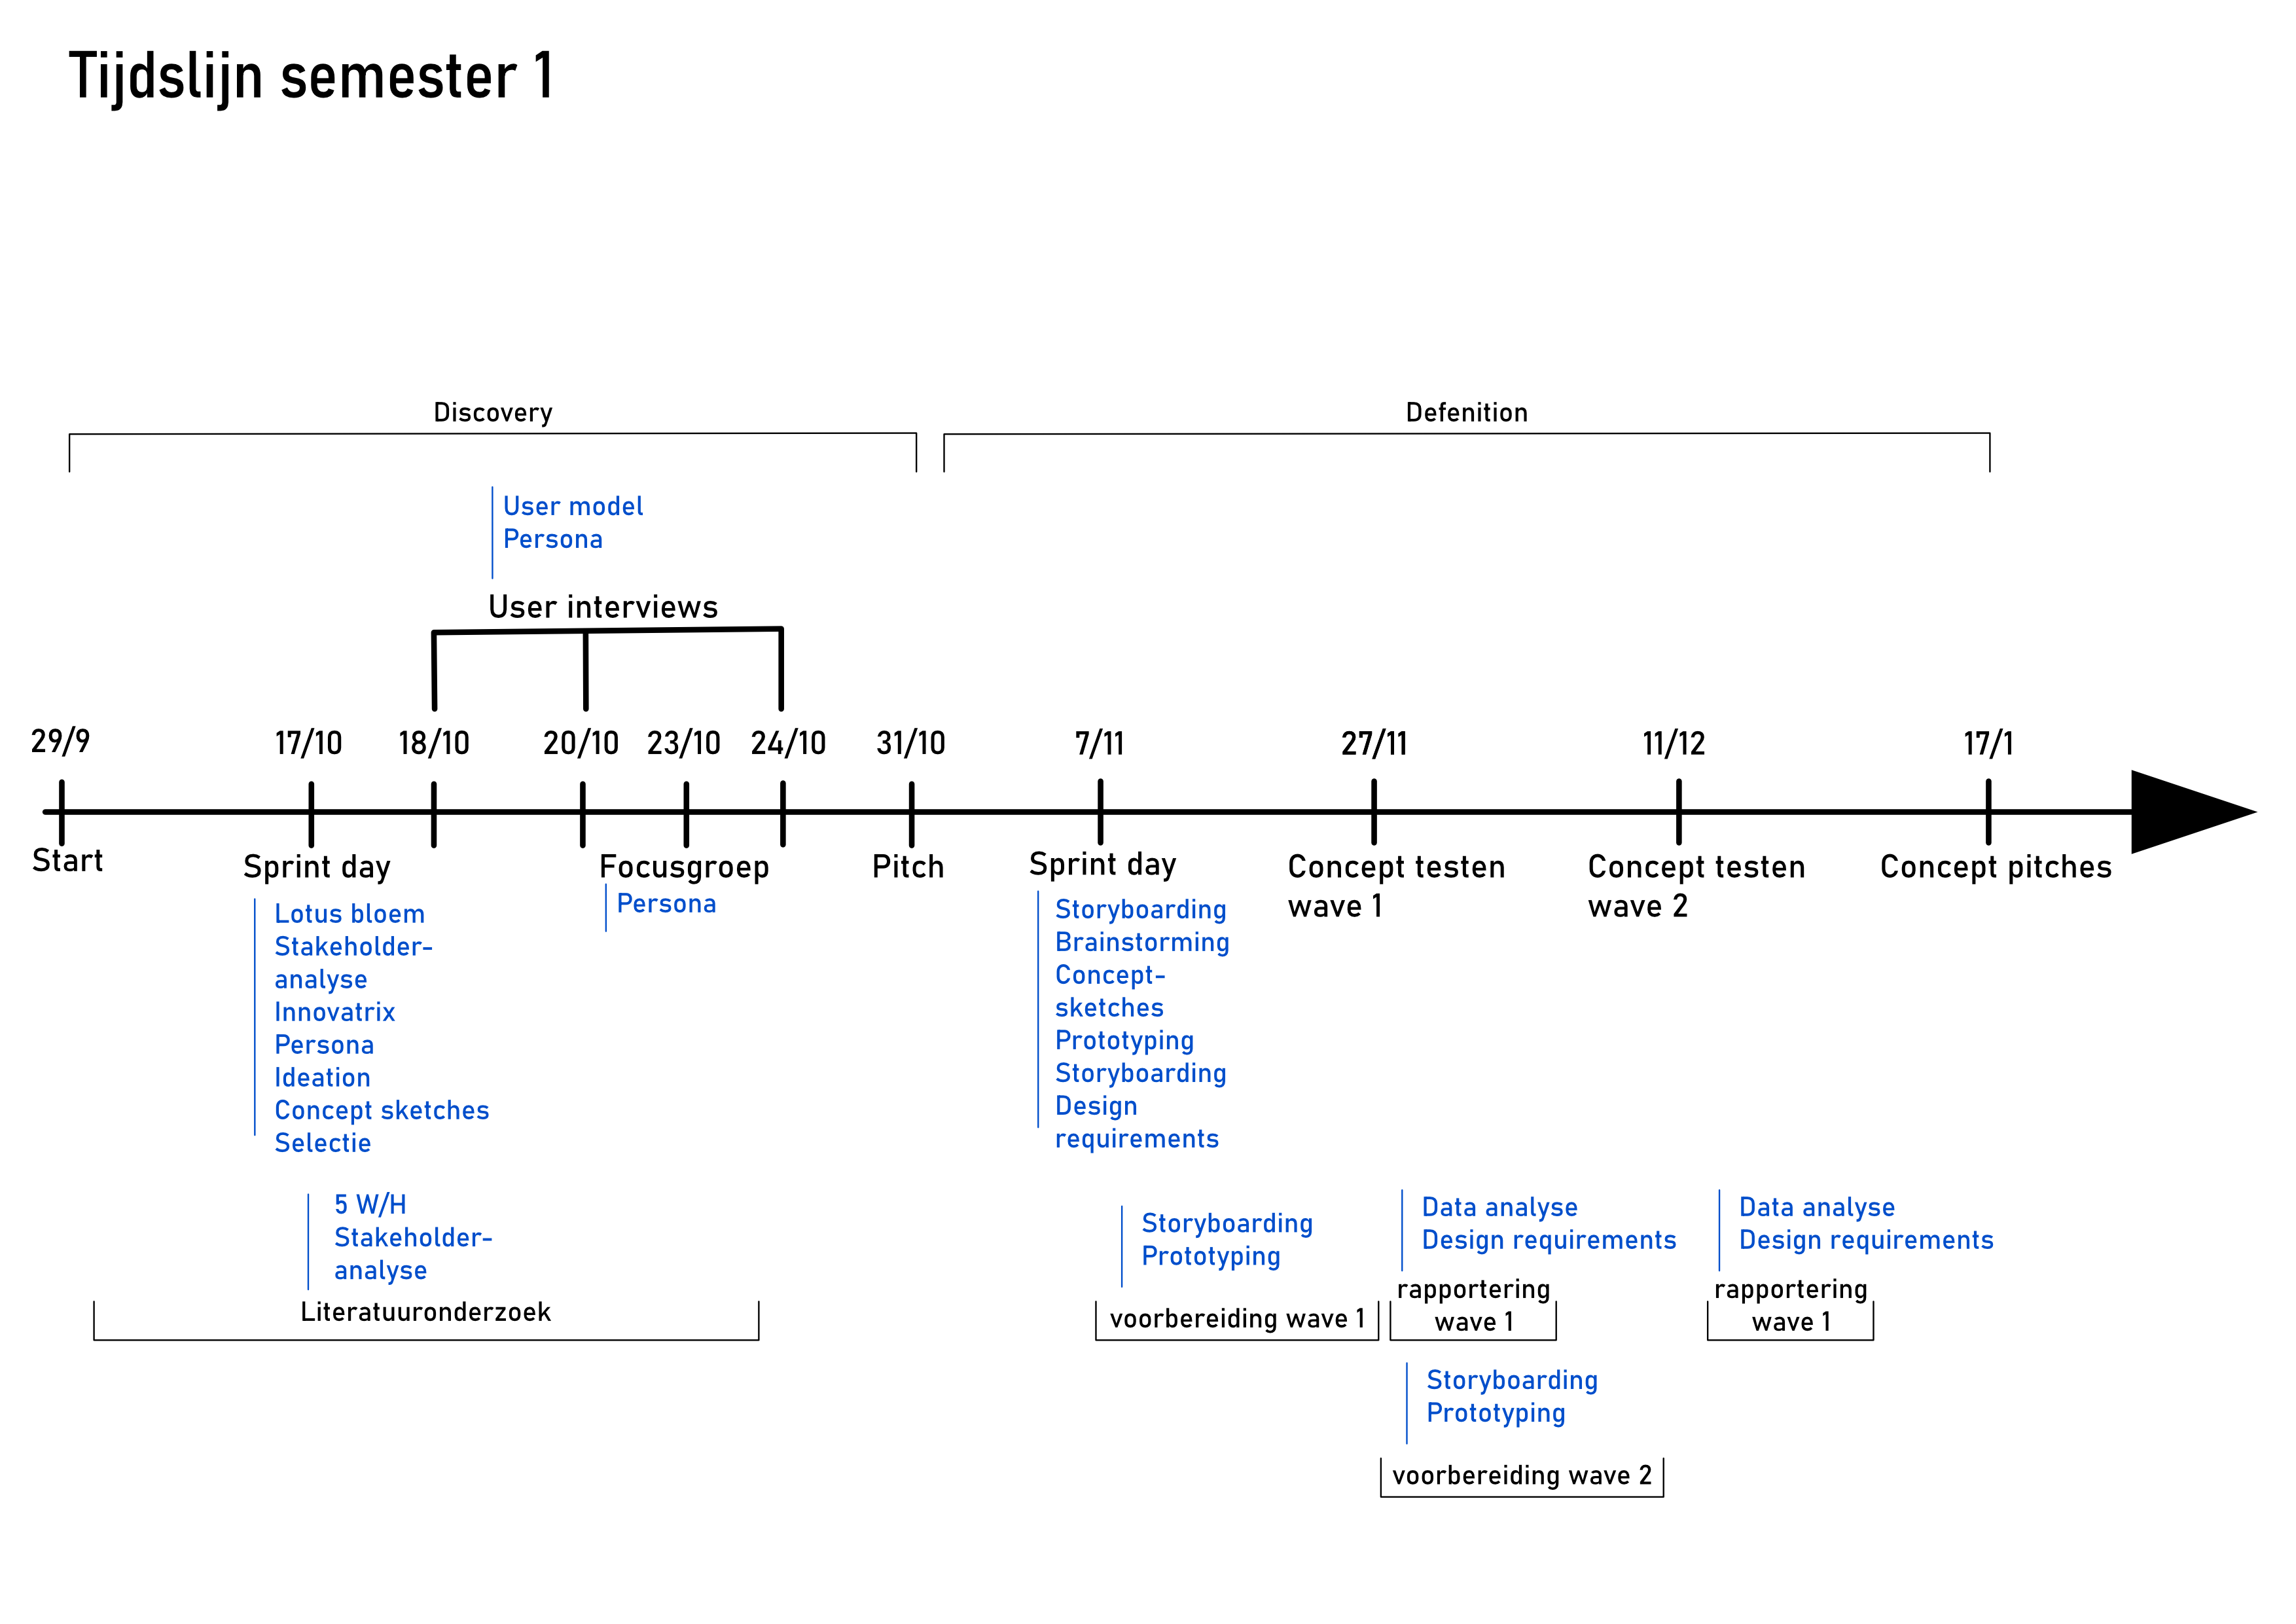 Tijdslijn semester 1
Discovery
Defenition
User model
Persona
User interviews
29/9
17/10
18/10
20/10
23/10
24/10
31/10
7/11
27/11
11/12
17/1
Start
Sprint day
Lotus bloem
Stakeholder-
analyse
Innovatrix
Persona
Ideation
Concept sketches
Selectie
Focusgroep
Persona
Pitch
Sprint day
Storyboarding
Brainstorming
Concept-
sketches
Prototyping
Storyboarding
Design
requirements
Concept testen
wave 1
Concept testen
wave 2
Concept pitches
5 W/H
Stakeholder-
analyse
Literatuuronderzoek
Storyboarding
Prototyping
voorbereiding wave 1
Data analyse
Design requirements
rapportering
wave 1
Data analyse
Design requirements
rapportering
wave 1
Storyboarding
Prototyping
voorbereiding wave 2